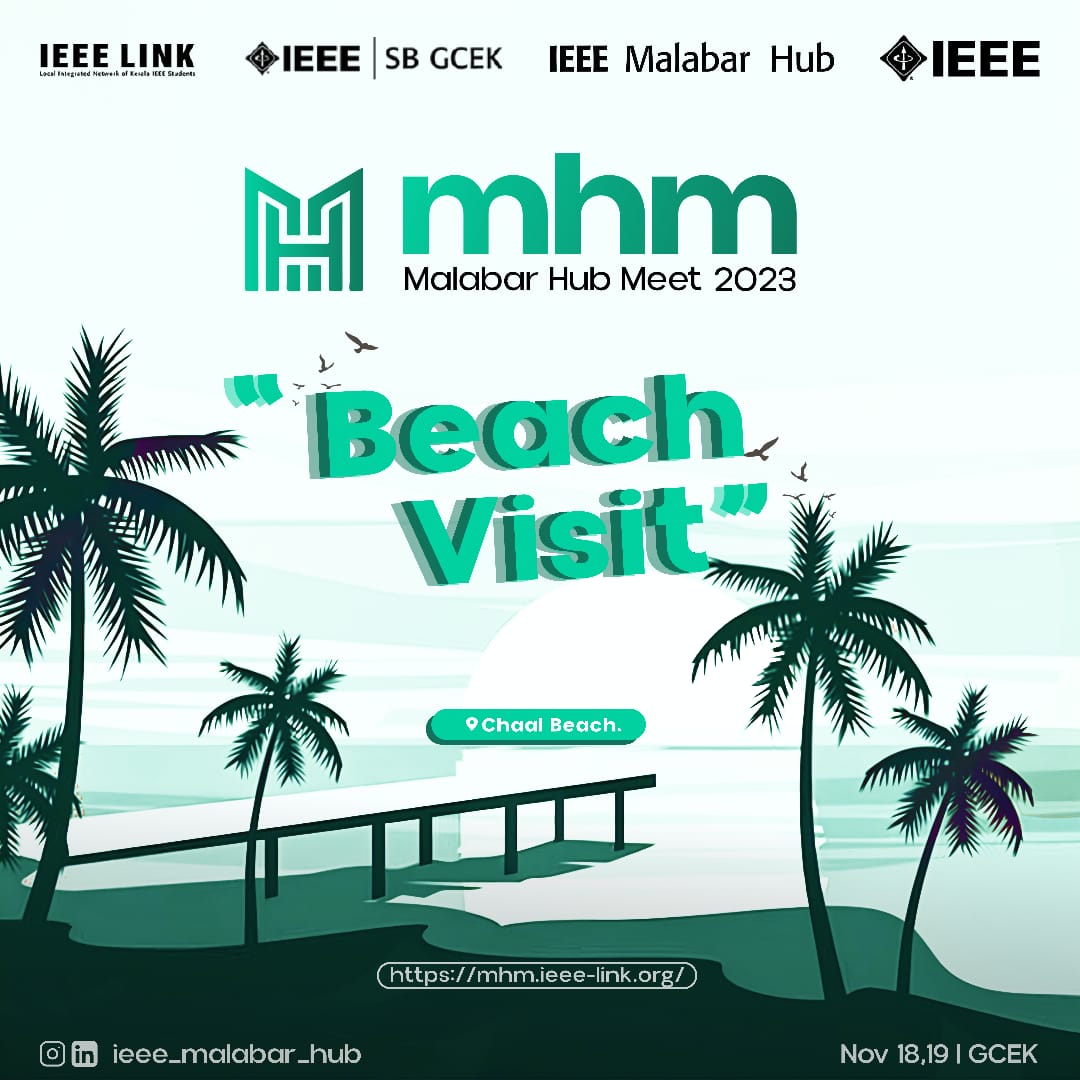 IEEE LINK
Local Integrated Network of Kerala IEEE Students
IEEE | SB GCEK
IEEE Malabar Hub
IEEE
mhm
Malabar Hub Meet 2023
"Beach
Visit"
Chaal Beach.
https://mhm.ieee-link.org/
ieee_malabar_hub
Nov 18,19 | GCEK